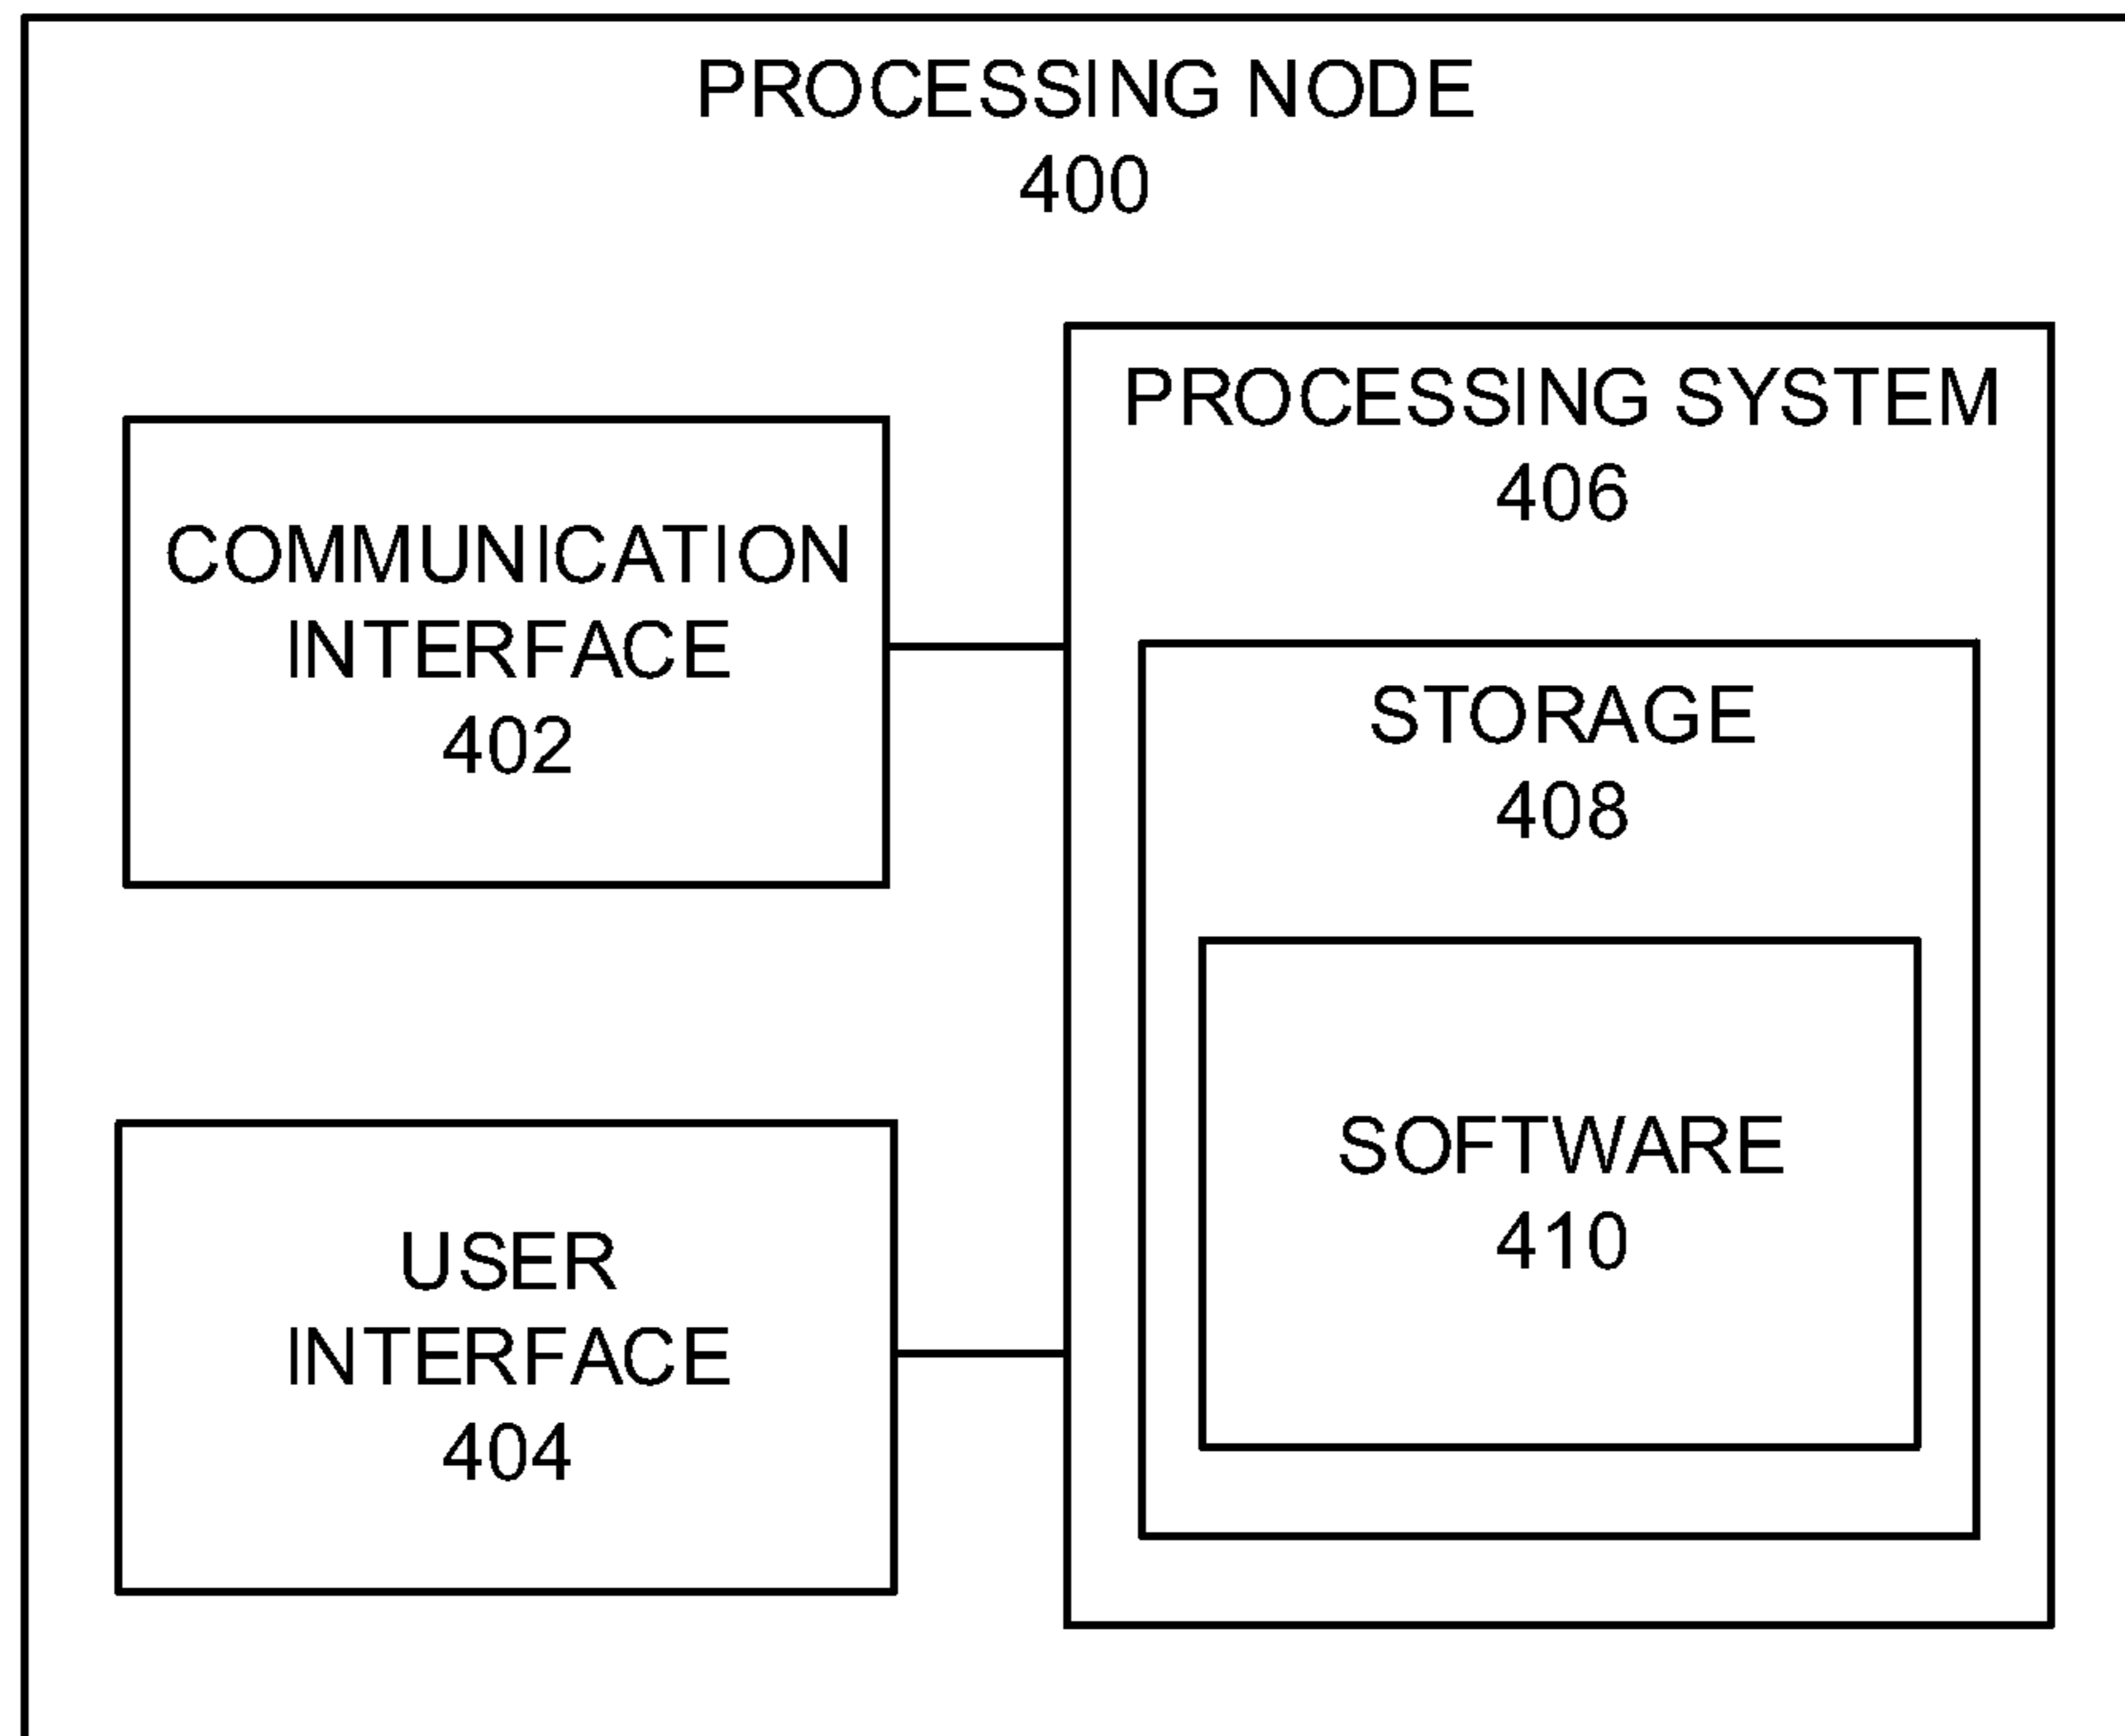 PROCESSING NODE
400
PROCESSING SYSTEM
406
COMMUNICATION
INTERFACE
402
STORAGE
408
SOFTWARE
410
USER
INTERFACE
404